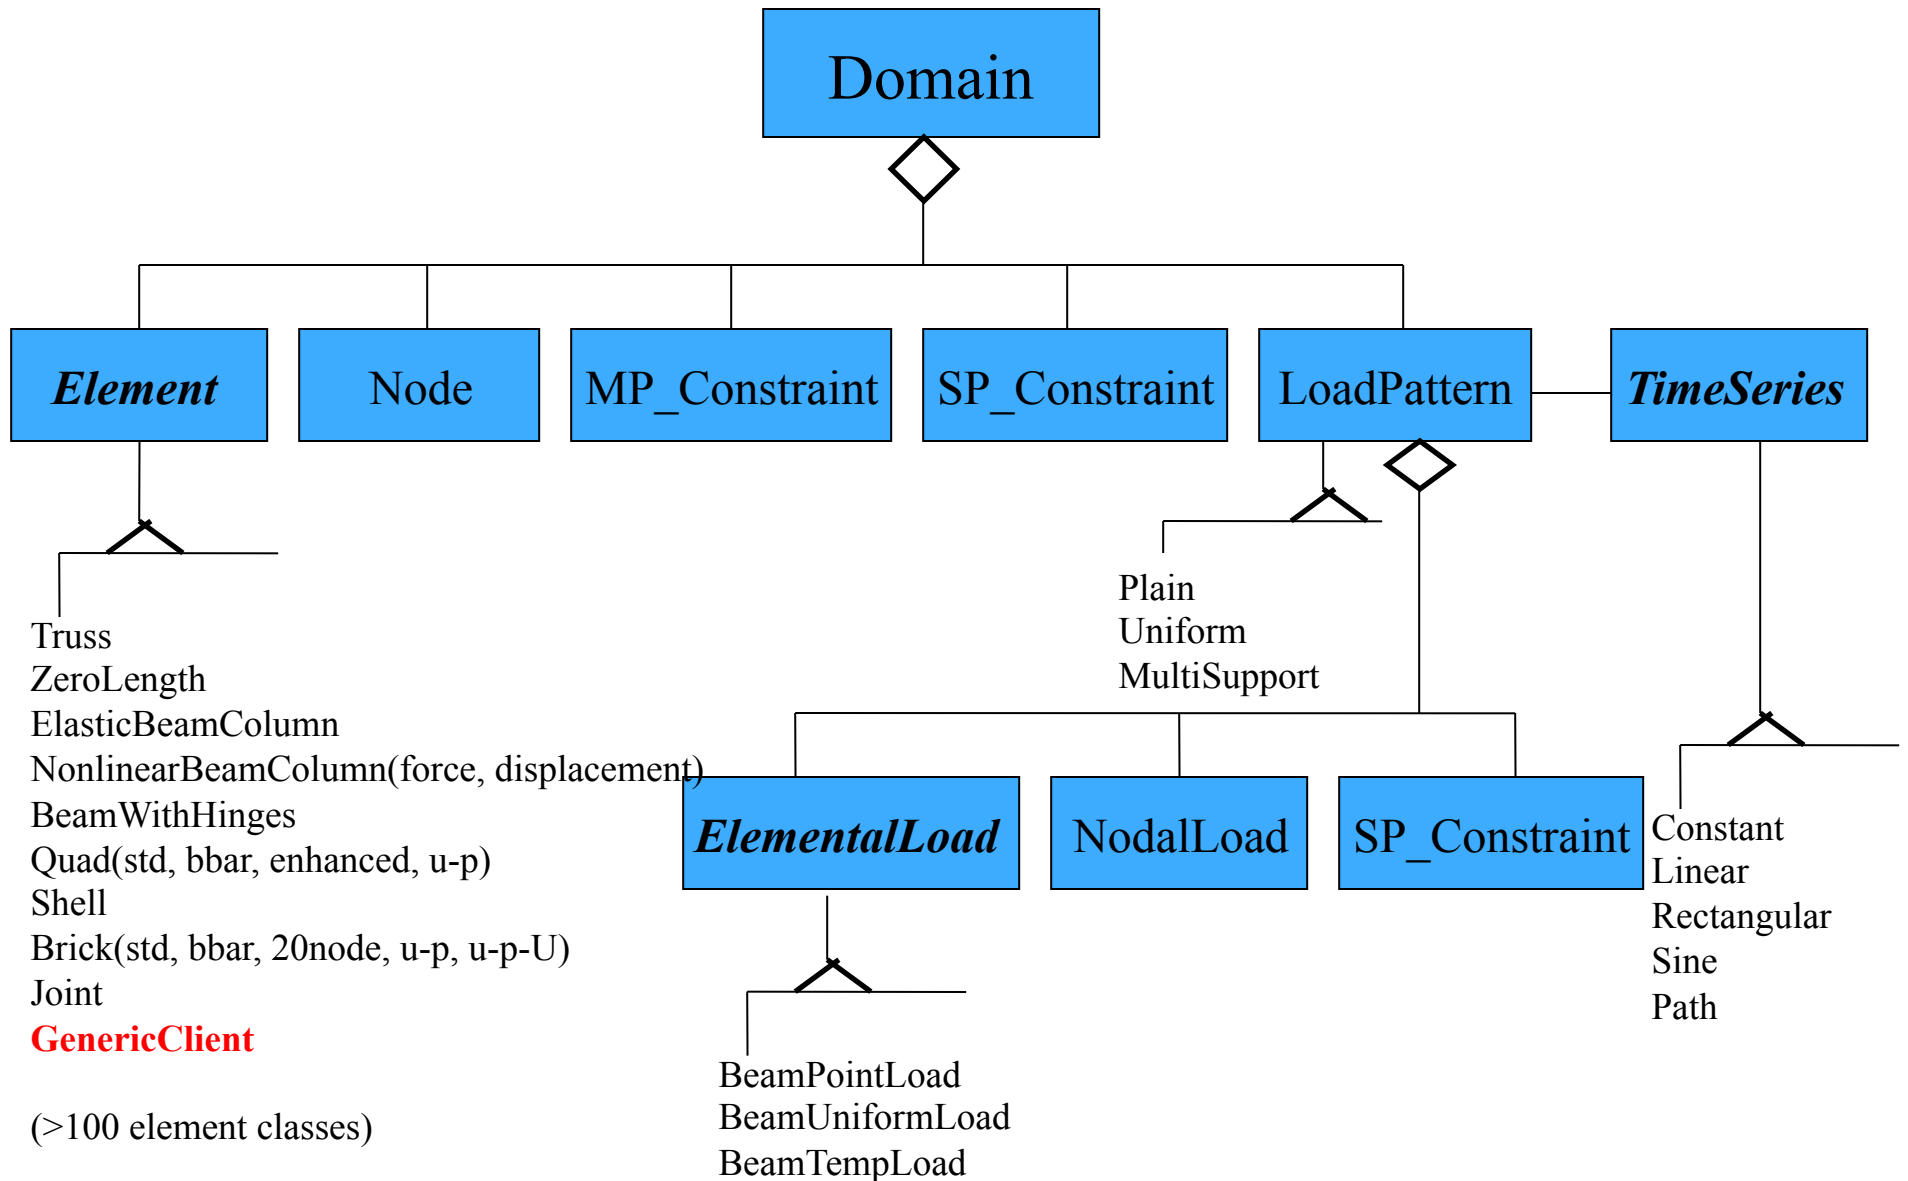 Domain
Element
Node
MP_Constraint
SP_Constraint
LoadPattern
TimeSeries
Truss
ZeroLength
ElasticBeamColumn
NonlinearBeamColumn(force, displacement)
BeamWithHinges
Quad(std, bbar, enhanced, u-p)
Shell
Brick(std, bbar, 20node, u-p, u-p-U)
Joint
GenericClient
(>100 element classes)
Plain
Uniform
MultiSupport
ElementalLoad
NodalLoad
SP_Constraint
BeamPointLoad
BeamUniformLoad
BeamTempLoad
Constant
Linear
Rectangular
Sine
Path